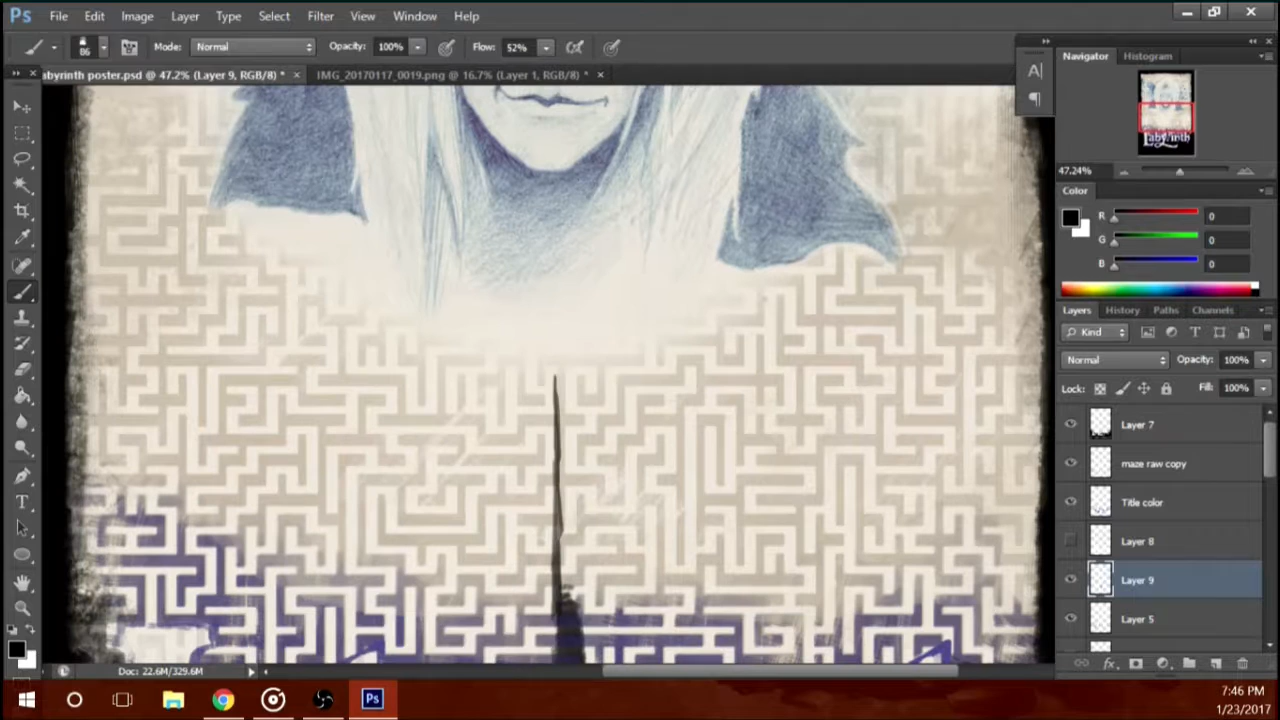 Ps File Edit Image Layer Type Select Filter View Window Help
86 Mode: Normal Opacity: 100% Flow: 52%
abyrinth poster.psd @ 47.2% (Layer 9, RGB/8) * × IMG_20170117_0019.png @ 16.7% (Layer 1, RGB/8) * ×
Navigator Histogram
Labyrinth
47.24%
Color
R 0
G 0
B 0
Layers History Paths Channels
Kind
Normal Opacity: 100%
Lock: Fill: 100%
Layer 7
maze raw copy
Title color
Layer 8
Layer 9
Layer 5
Doc: 22.6M/329.6M
Ps
7:46 PM
1/23/2017